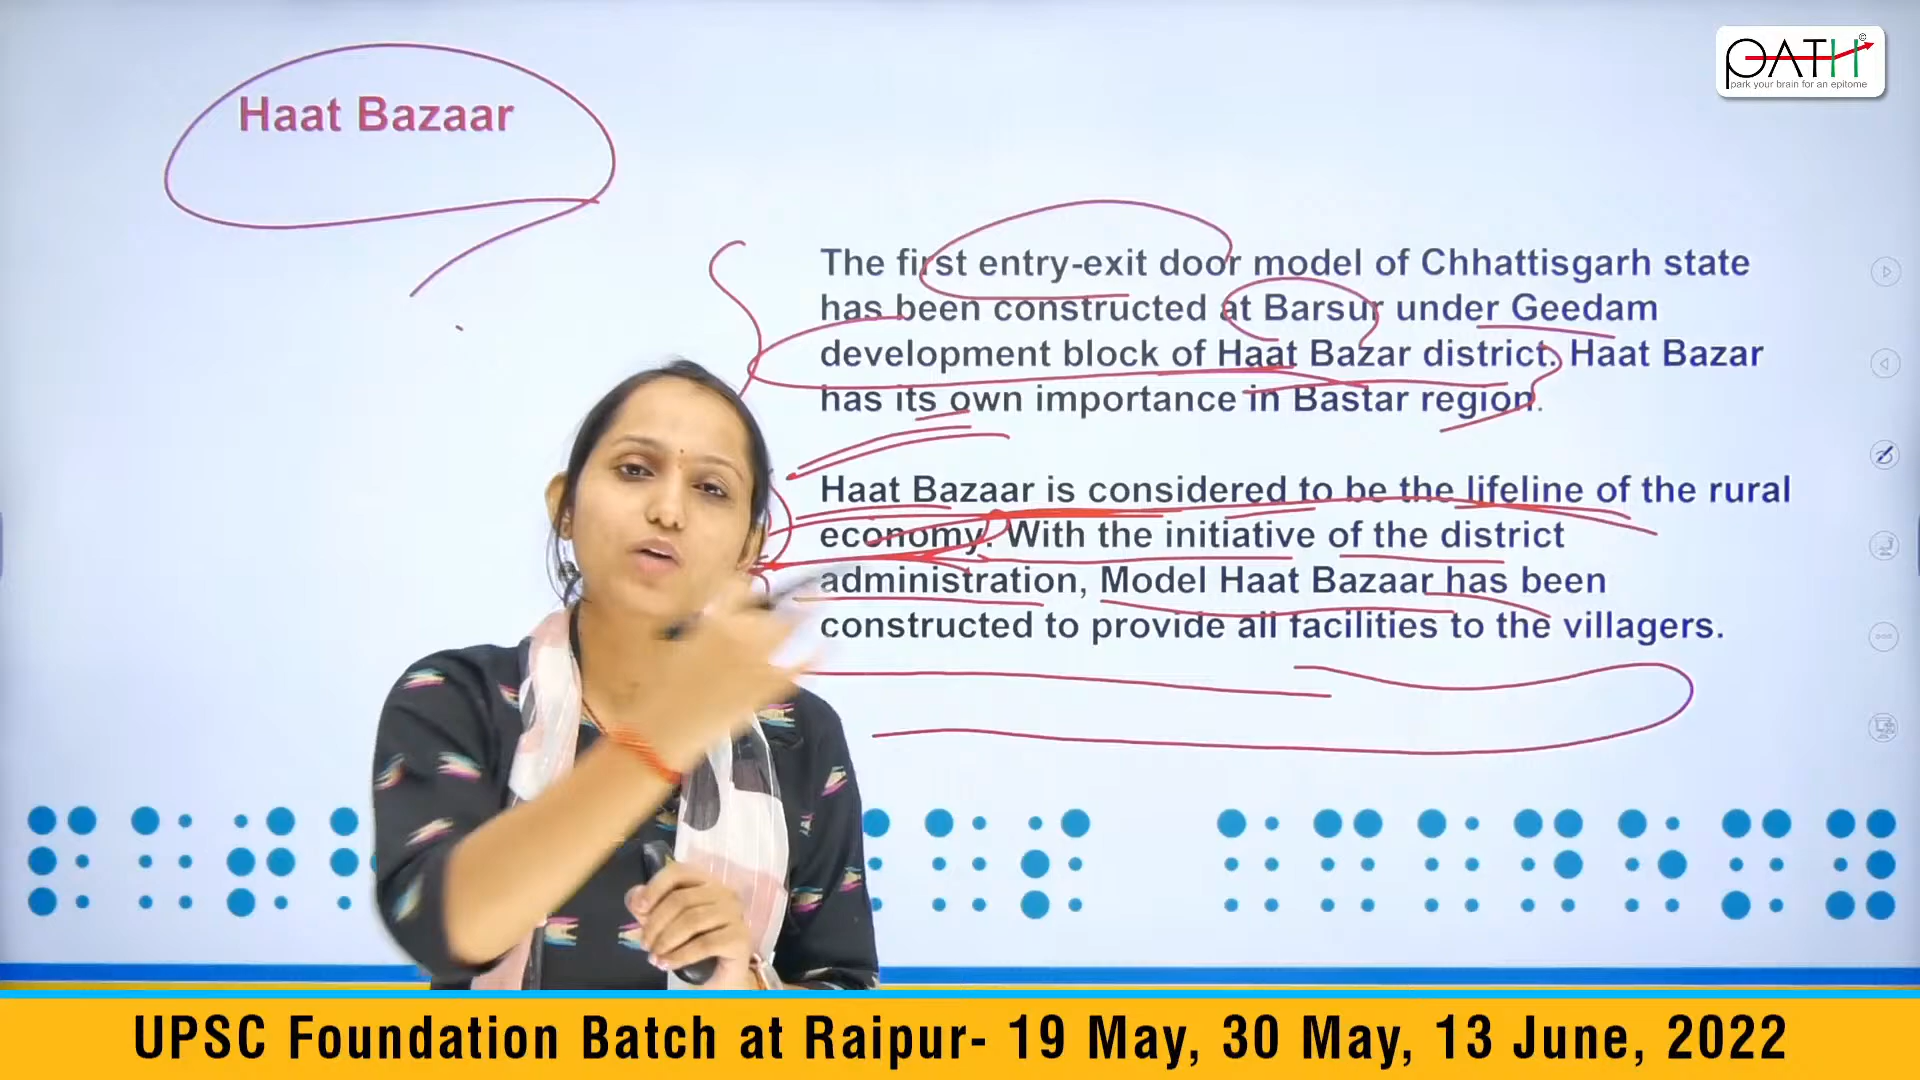 Haat Bazaar
PATH
©
park your brain for an epitome
The first entry-exit door model of Chhattisgarh state
has been constructed at Barsur under Geedam
development block of Haat Bazar district. Haat Bazar
has its own importance in Bastar region.
Haat Bazaar is considered to be the lifeline of the rural
economy. With the initiative of the district
administration, Model Haat Bazaar has been
constructed to provide all facilities to the villagers.
UPSC Foundation Batch at Raipur- 19 May, 30 May, 13 June, 2022